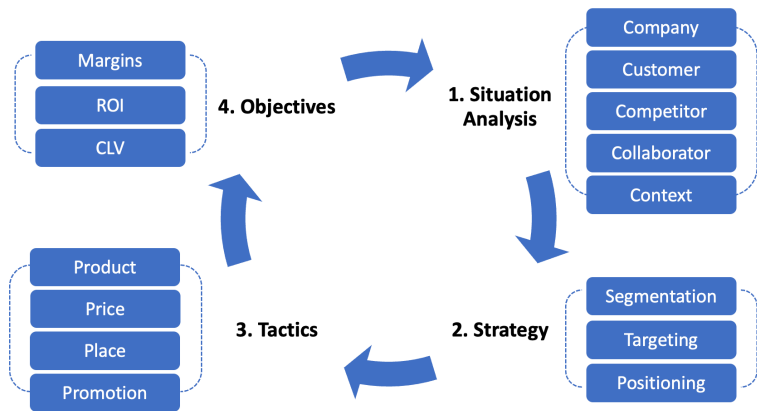 1. Situation
Analysis
Company
Customer
Competitor
Collaborator
Context
2. Strategy
Segmentation
Targeting
Positioning
3. Tactics
Product
Price
Place
Promotion
4. Objectives
Margins
ROI
CLV